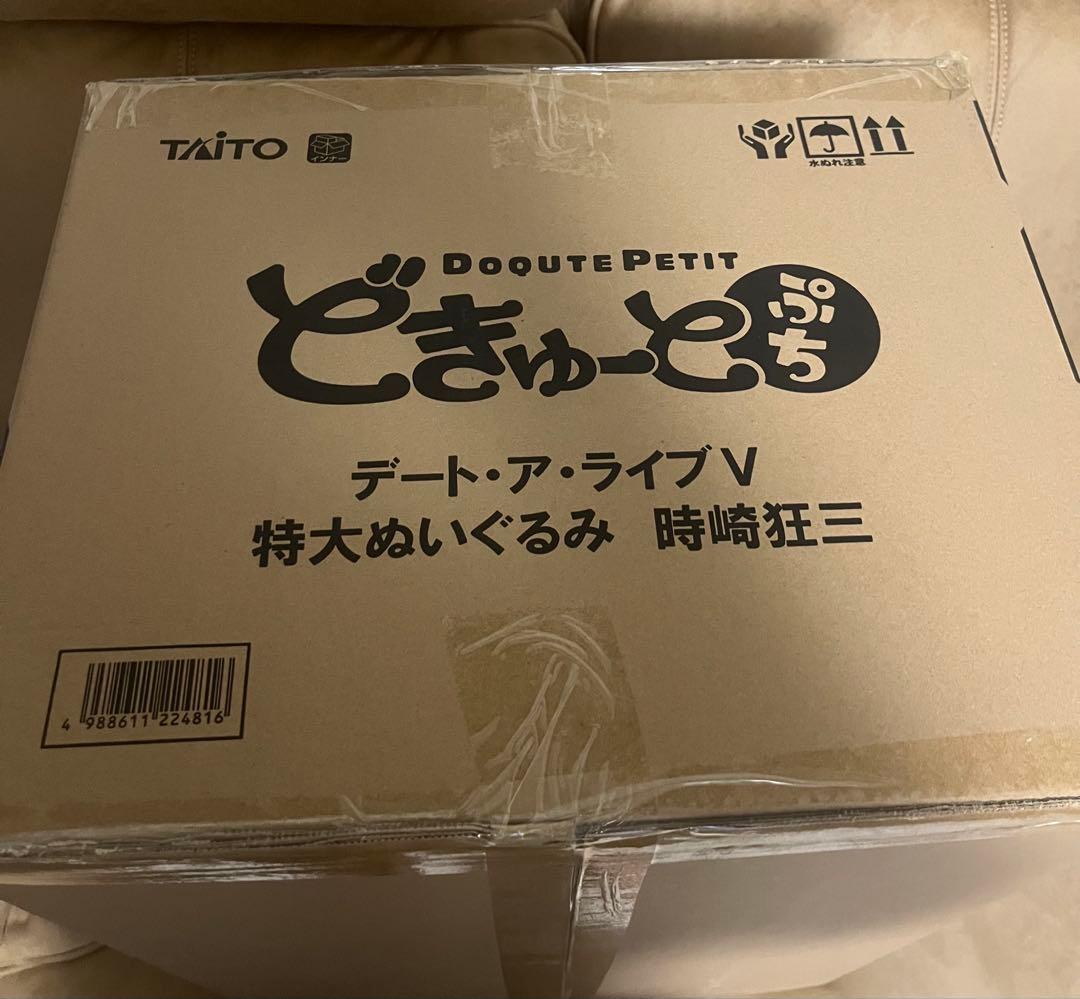 TAiTO インナー
水ぬれ注意
DOQUTE PETIT
どきゅーと ぷち
デート・ア・ライブV
特大ぬいぐるみ 時崎狂三
4 988611 224816